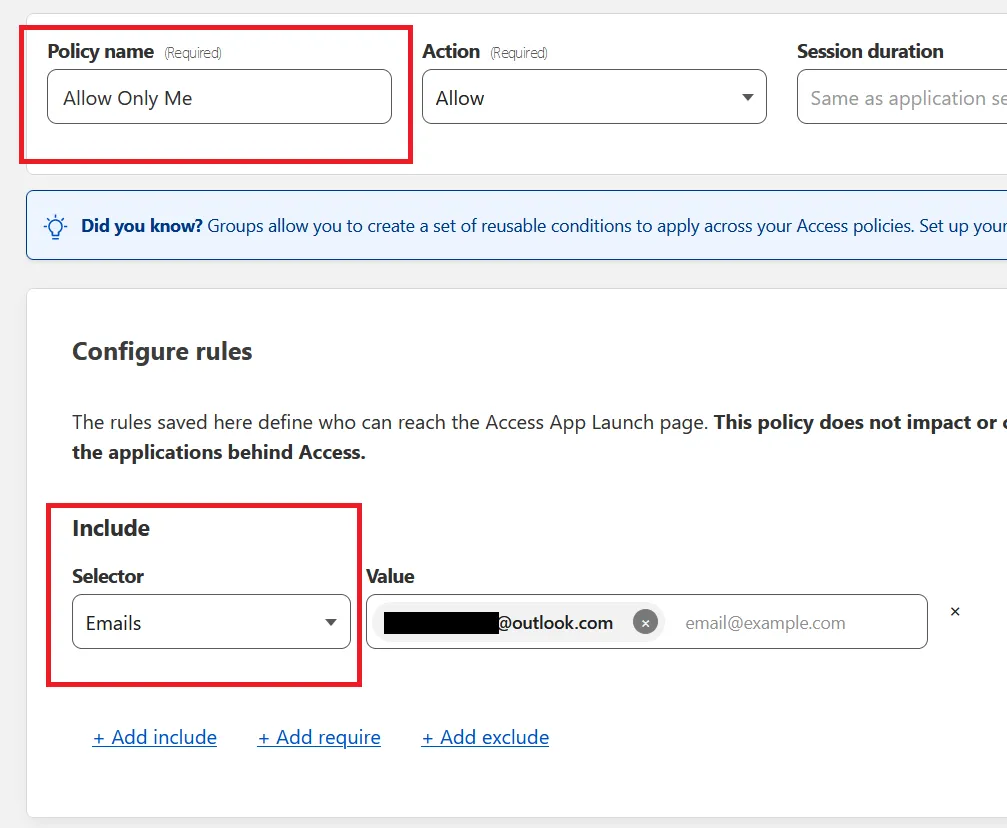 Policy name (Required)
Action (Required)
Session duration
Allow Only Me
Allow
Same as application se
Did you know? Groups allow you to create a set of reusable conditions to apply across your Access policies. Set up your
Configure rules
The rules saved here define who can reach the Access App Launch page. This policy does not impact or
the applications behind Access.
Include
Selector
Value
Emails
@outlook.com
×
email@example.com
×
+ Add include
+ Add require
+ Add exclude